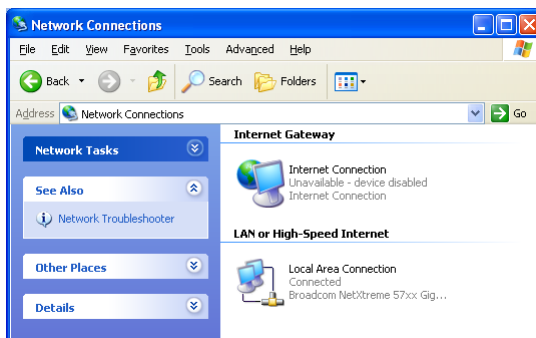 Network Connections
File Edit View Favorites Tools Advanced Help
Back Search Folders
Address Network Connections Go
Network Tasks
See Also
Network Troubleshooter
Other Places
Details
Internet Gateway
Internet Connection
Unavailable - device disabled
Internet Connection
LAN or High-Speed Internet
Local Area Connection
Connected
Broadcom NetXtreme 57xx Gig...